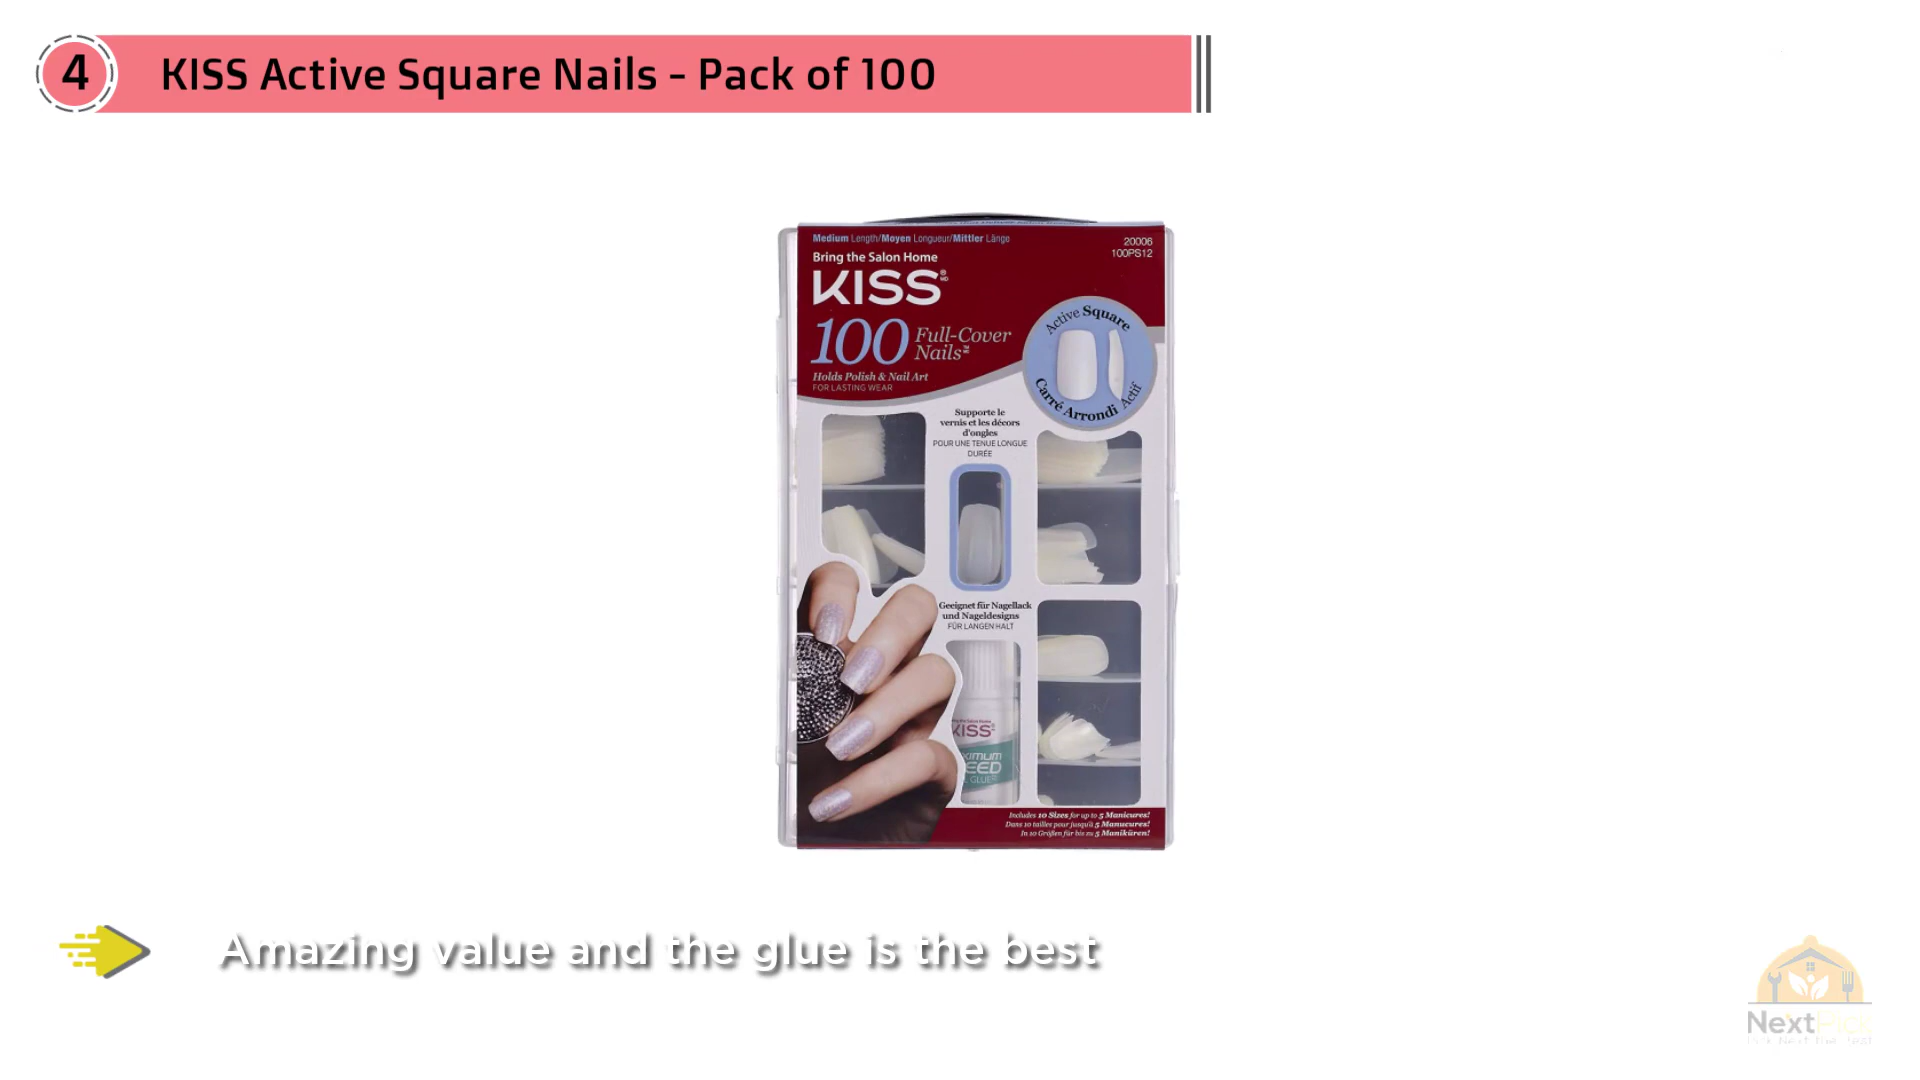 4
KISS Active Square Nails - Pack of 100
Medium Length/Moyen Longueur/Mittler Länge
20006
100PS12
Bring the Salon Home
KISS®
100 Full-Cover
Nails
Holds Polish & Nail Art
FOR LASTING WEAR
Active Square
Carré Arrondi Actif
Supporte le
vernis et les décors
d'ongles
POUR UNE TENUE LONGUE
DURÉE
Geeignet für Nagellack
und Nageldesigns
FÜR LANGEN HALT
KISS
GLUE
Includes 10 Sizes for up to 5 Manicures!
Dans 10 tailles pour jusqu'à 5 Manucures!
In 10 Größen für bis zu 5 Maniküren!
Amazing value and the glue is the best
NextPick